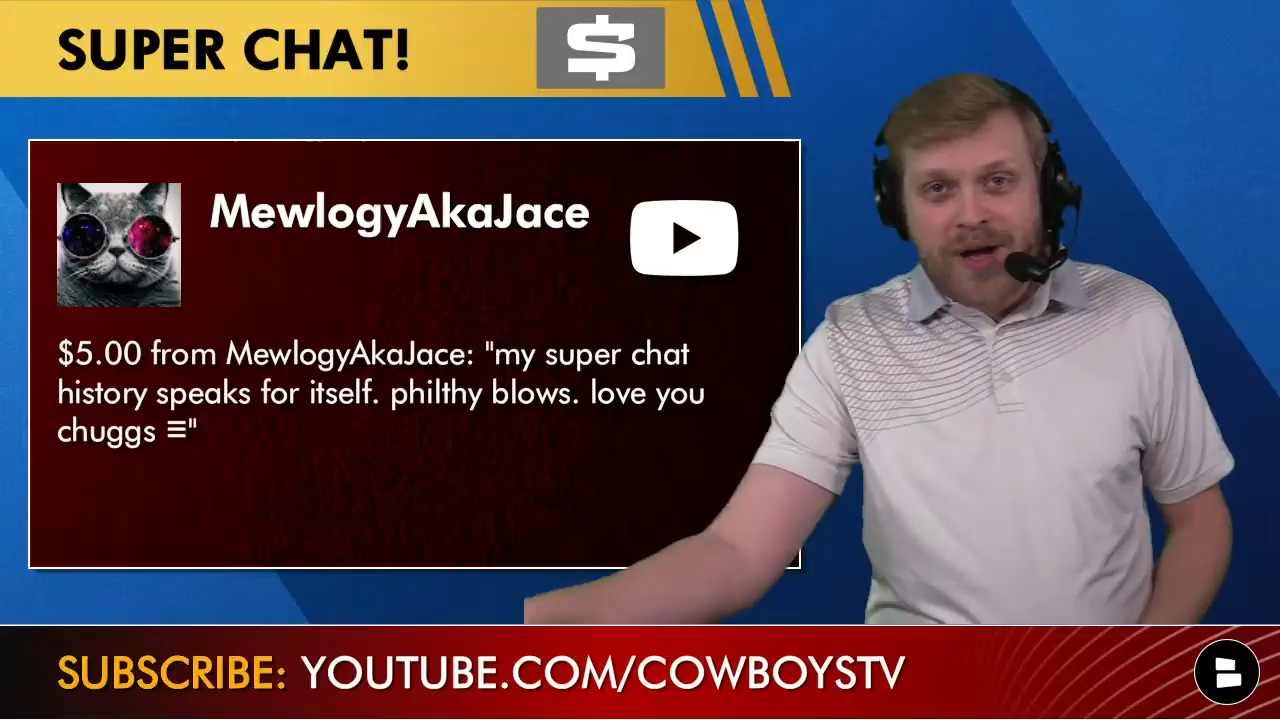 SUPER CHAT!
$
MewlogyAkaJace
$5.00 from MewlogyAkaJace: "my super chat
history speaks for itself. philthy blows. love you
chuggs ≡"
SUBSCRIBE: YOUTUBE.COM/COWBOYSTV